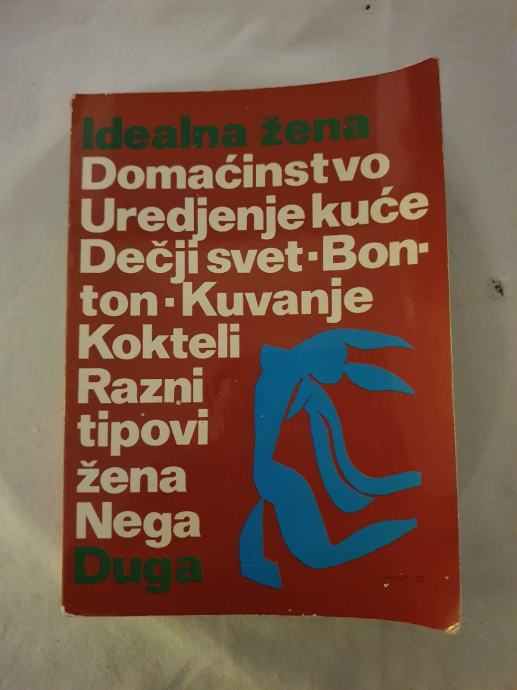 Idealna žena
Domaćinstvo
Uredjenje kuće
Dečji svet·Bon-
ton·Kuvanje
Kokteli
Razni
tipovi
žena
Nega
Duga